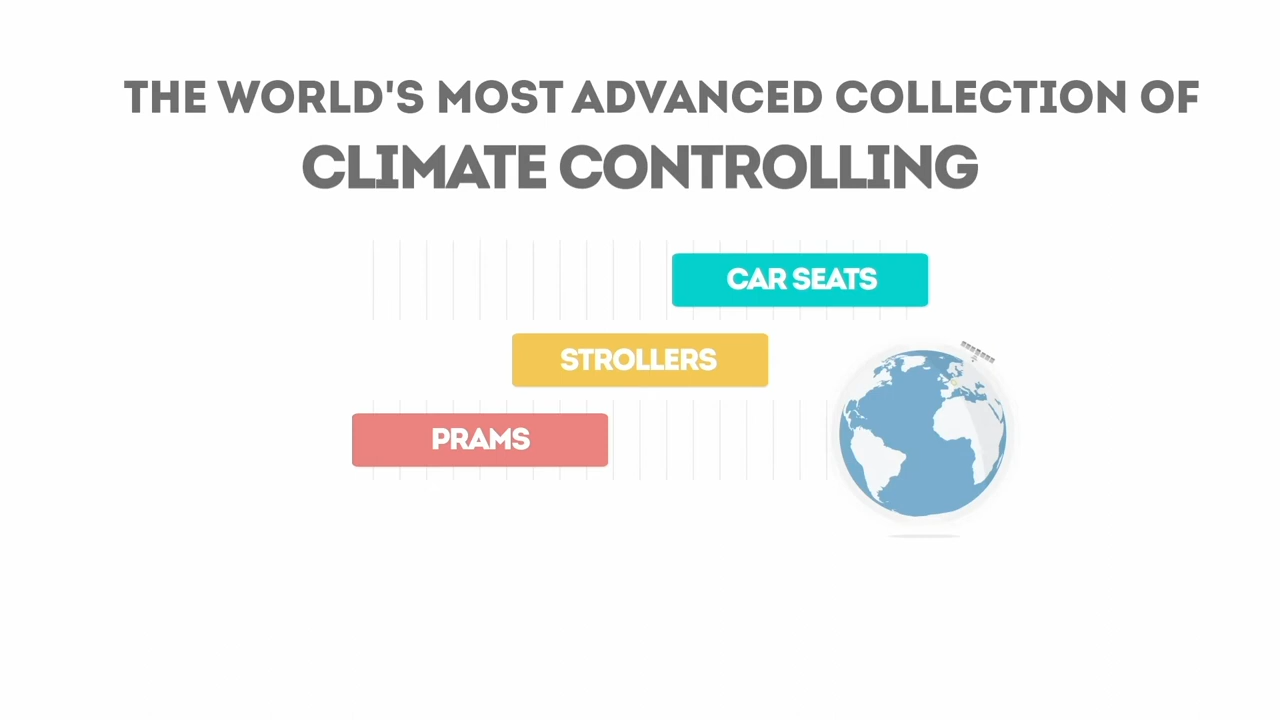 THE WORLD'S MOST ADVANCED COLLECTION OF
CLIMATE CONTROLLING
CAR SEATS
STROLLERS
PRAMS